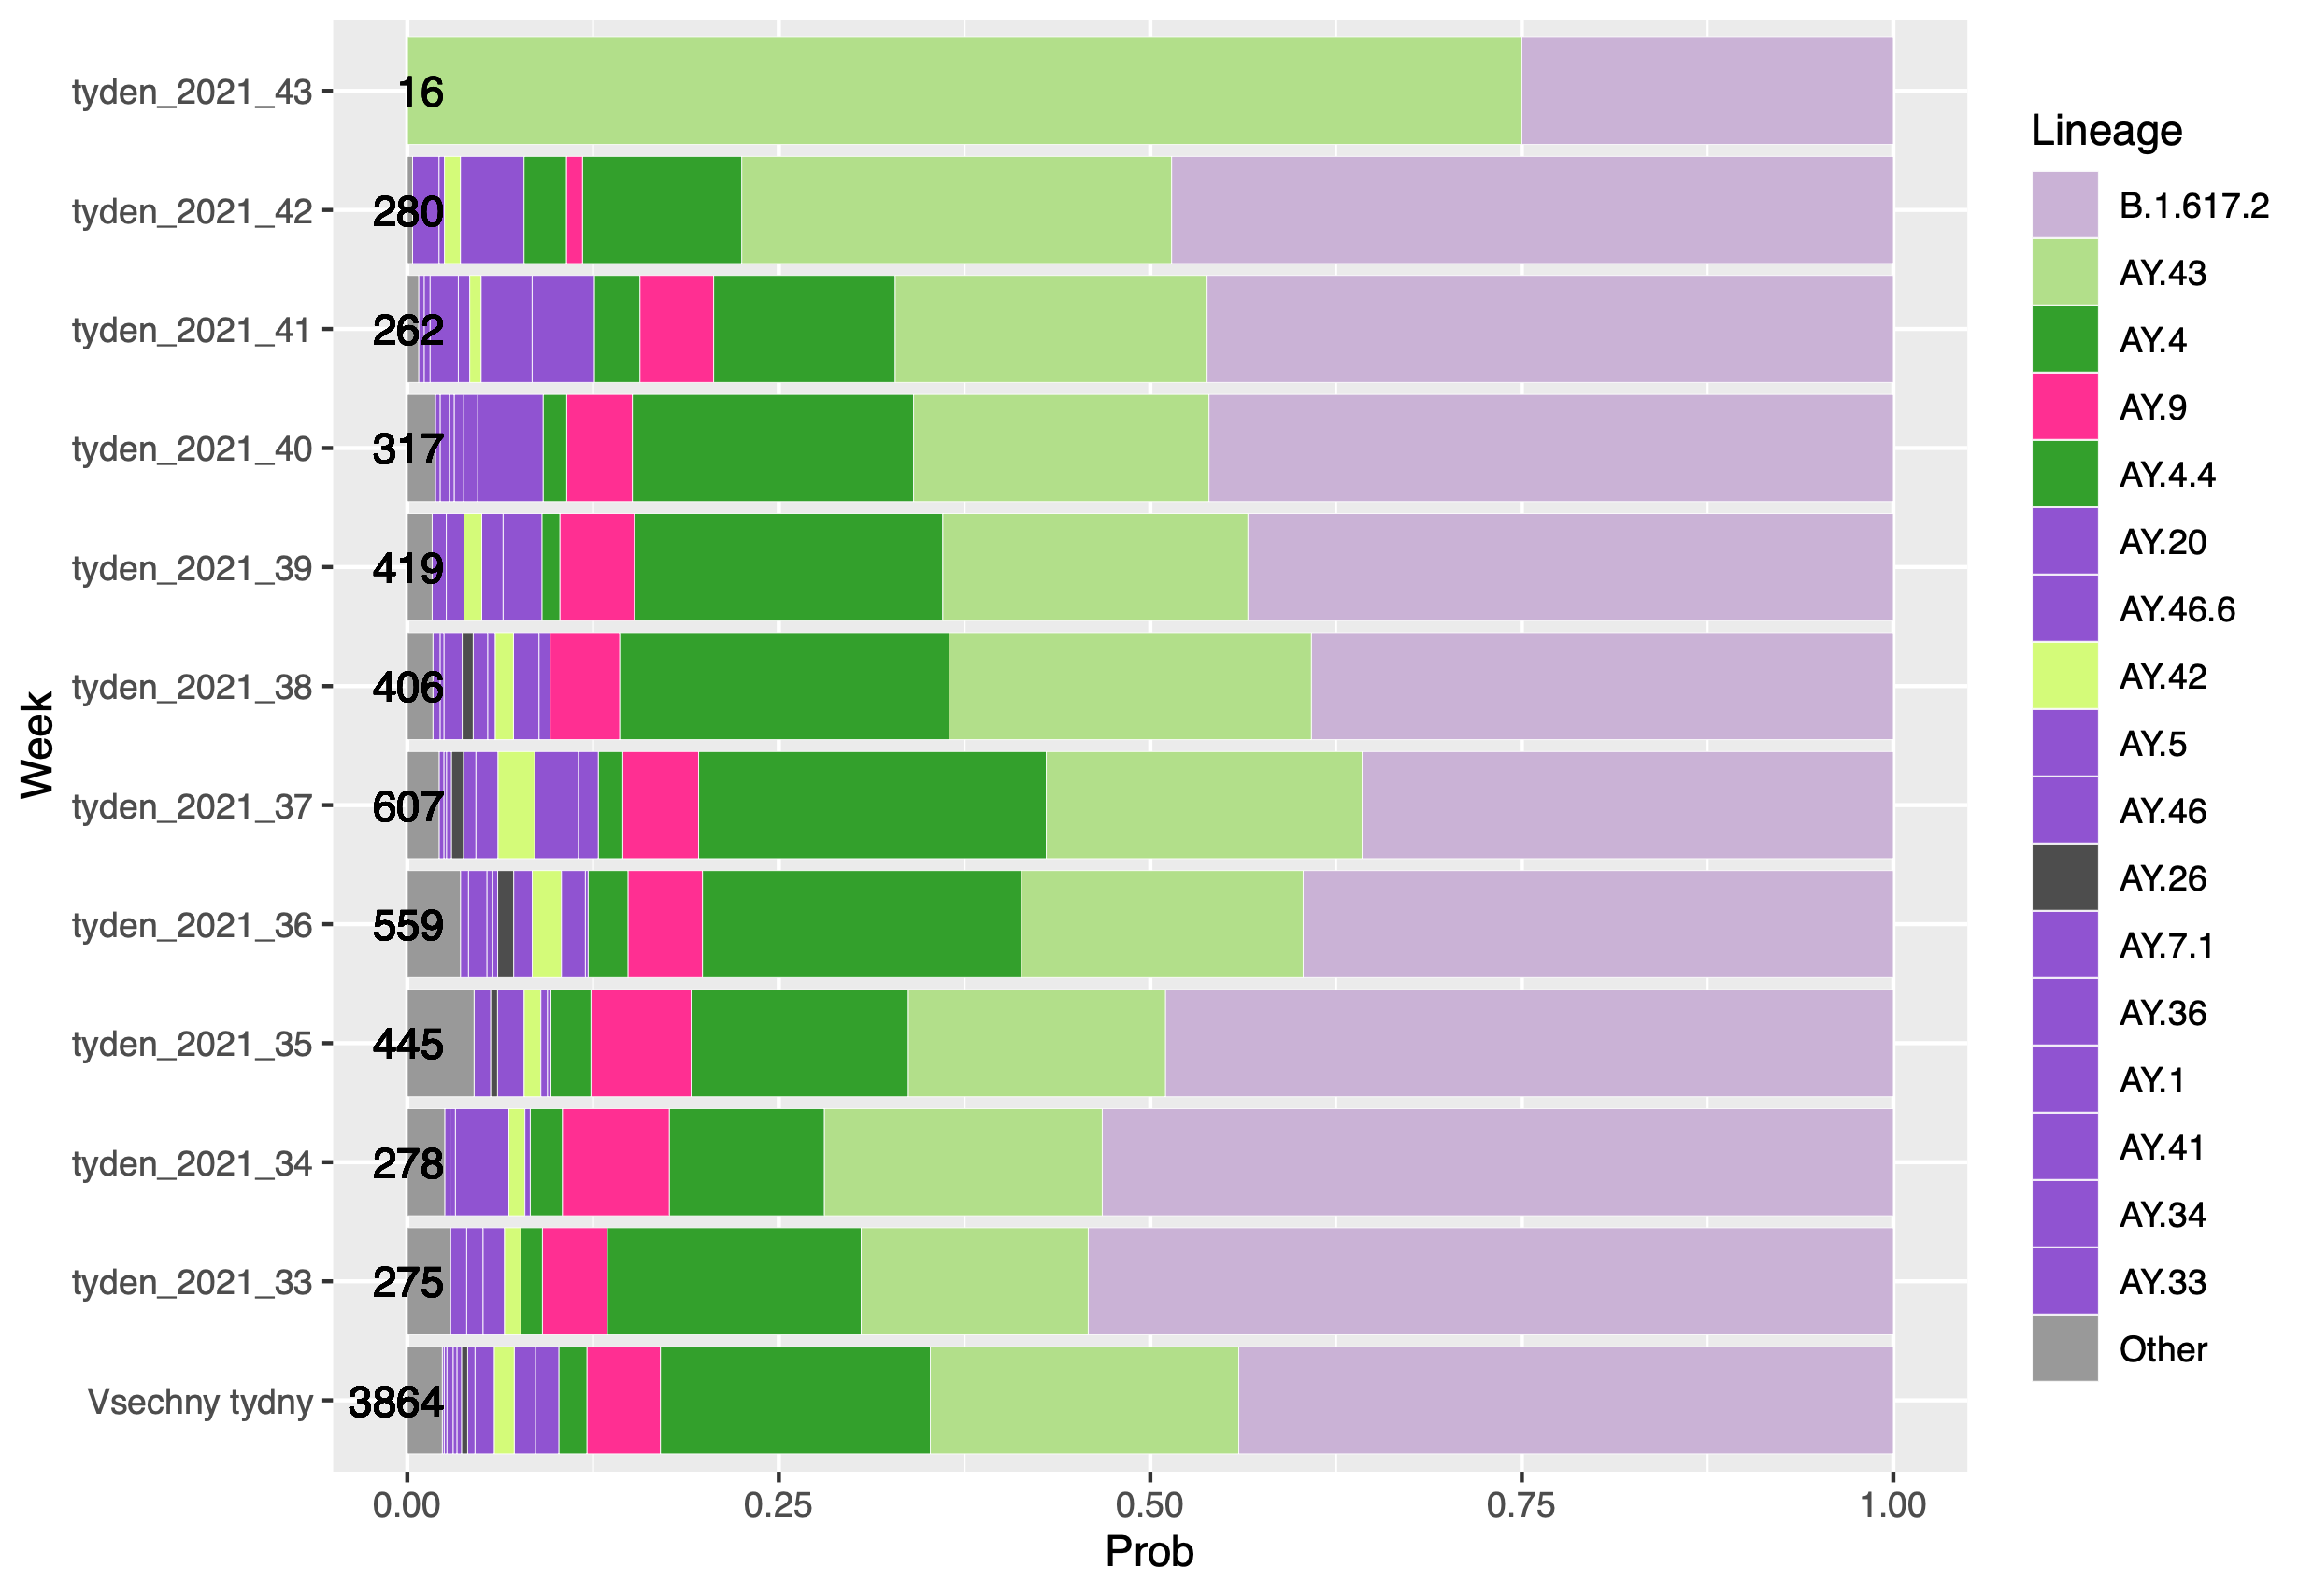 Week
tyden_2021_43
16
tyden_2021_42
280
tyden_2021_41
262
tyden_2021_40
317
tyden_2021_39
419
tyden_2021_38
406
tyden_2021_37
607
tyden_2021_36
559
tyden_2021_35
445
tyden_2021_34
278
tyden_2021_33
275
Vsechny tydny
3864
0.00 0.25 0.50 0.75 1.00
Prob
Lineage
B.1.617.2
AY.43
AY.4
AY.9
AY.4.4
AY.20
AY.46.6
AY.42
AY.5
AY.46
AY.26
AY.7.1
AY.36
AY.1
AY.41
AY.34
AY.33
Other